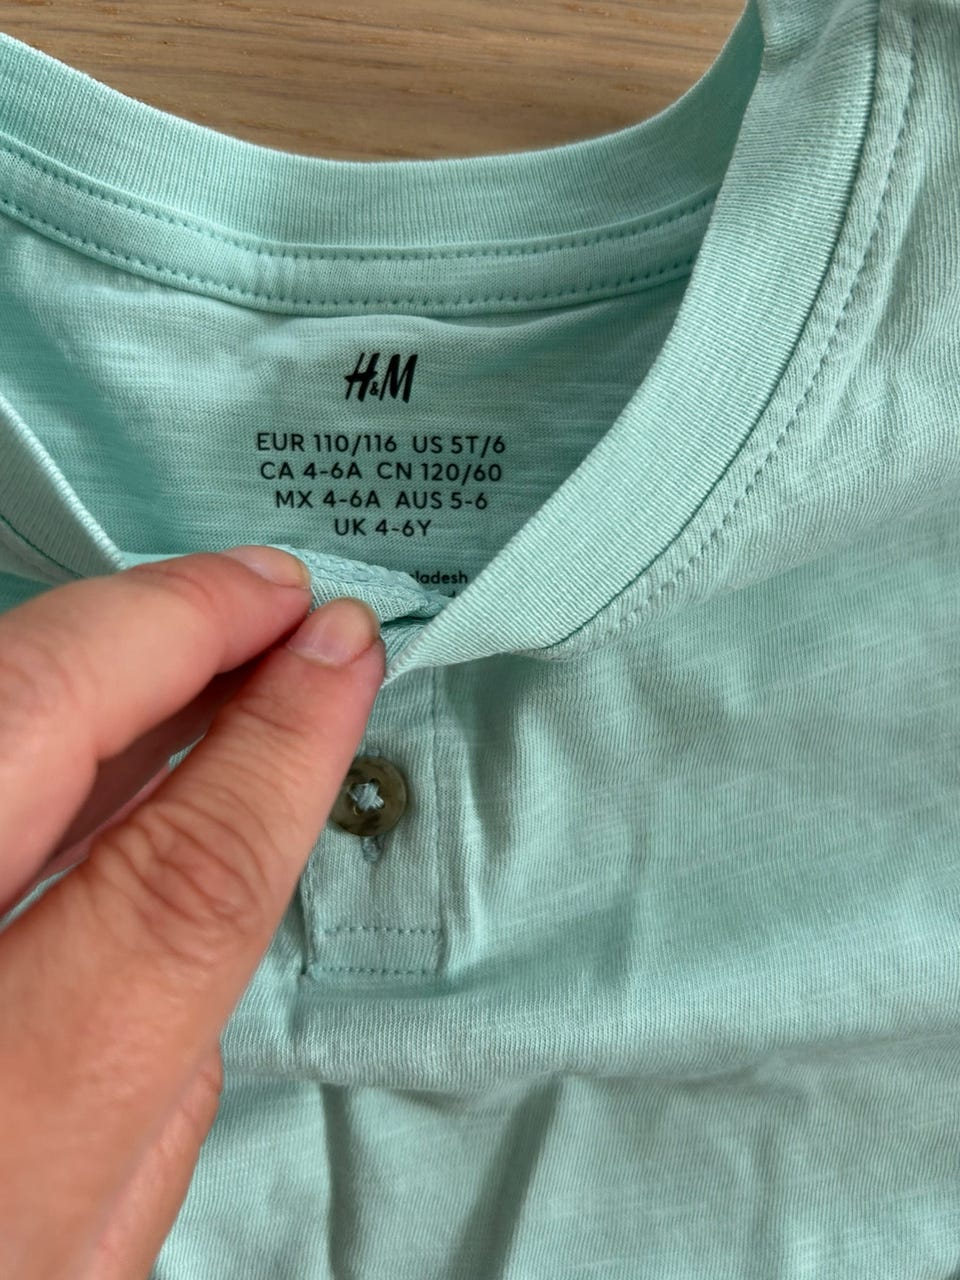 H&M
EUR 110/116 US 5T/6
CA 4-6A CN 120/60
MX 4-6A AUS 5-6
UK 4-6Y
ladesh